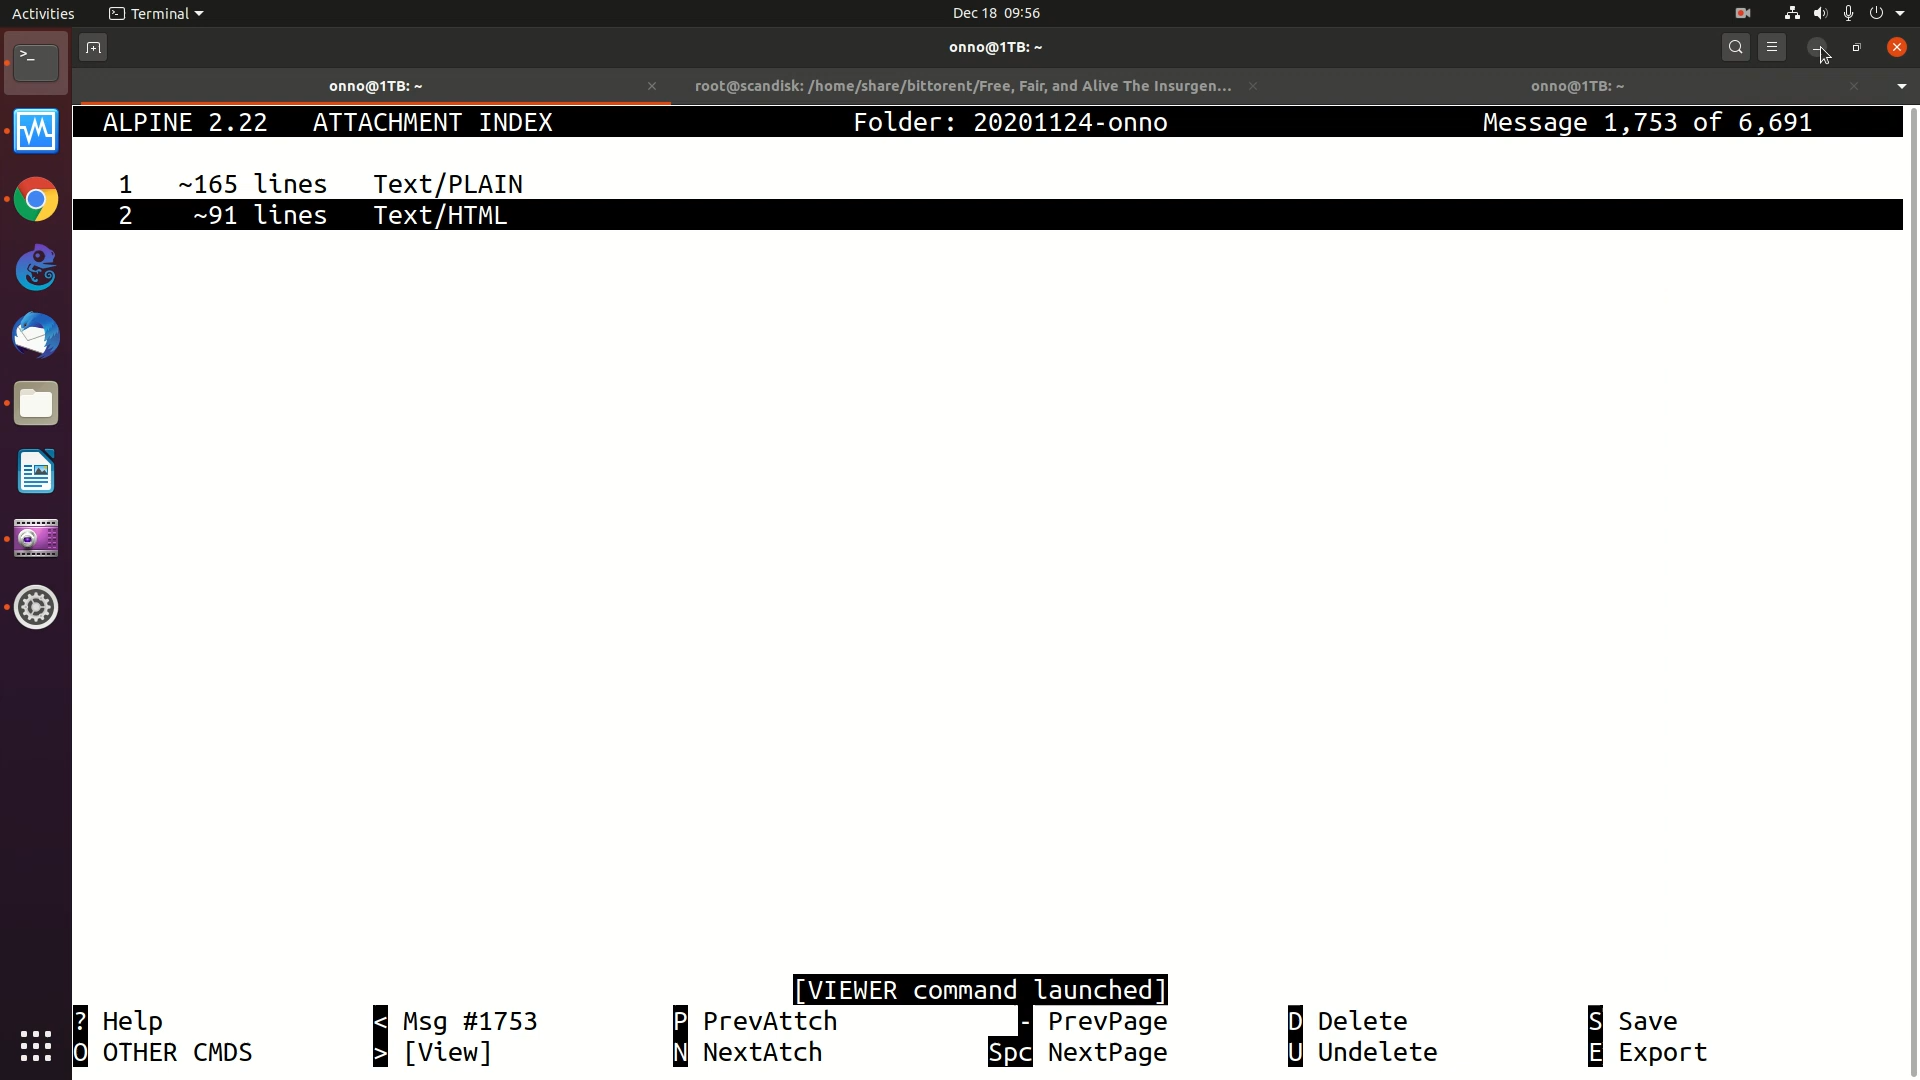 Activities Terminal Dec 18 09:56
onno@1TB: ~
onno@1TB: ~ root@scandisk: /home/share/bittorent/Free, Fair, and Alive The Insurgen... onno@1TB: ~
ALPINE 2.22 ATTACHMENT INDEX Folder: 20201124-onno Message 1,753 of 6,691
1 ~165 lines Text/PLAIN
2 ~91 lines Text/HTML
[VIEWER command launched]
? Help < Msg #1753 P PrevAttch - PrevPage D Delete S Save
O OTHER CMDS > [View] N NextAtch Spc NextPage U Undelete E Export